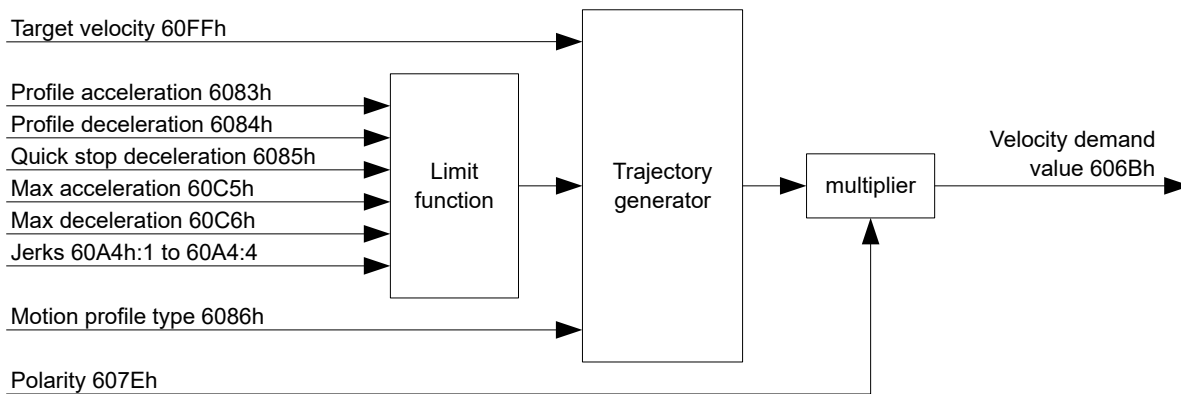 Target velocity 60FFh
Profile acceleration 6083h
Profile deceleration 6084h
Quick stop deceleration 6085h
Max acceleration 60C5h
Max deceleration 60C6h
Jerks 60A4h:1 to 60A4:4
Limit
function
Motion profile type 6086h
Polarity 607Eh
Trajectory
generator
multiplier
Velocity demand
value 606Bh